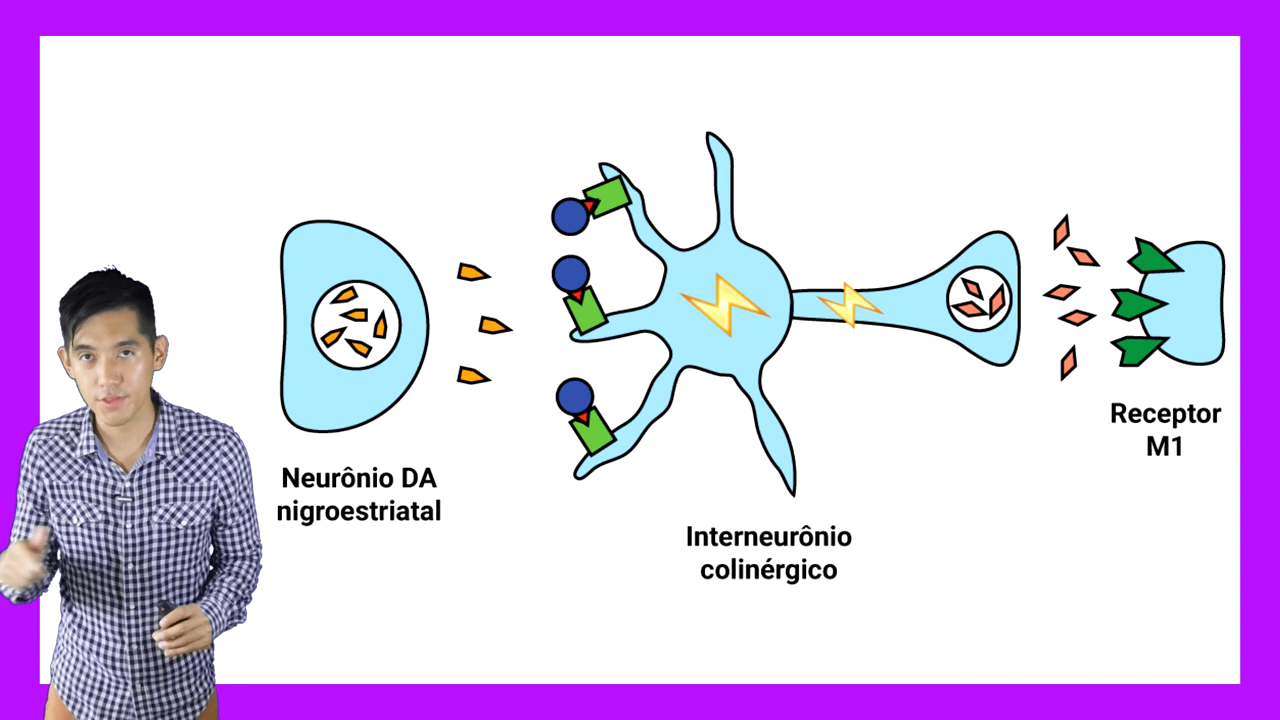 Neurônio DA
nigroestriatal
Interneurônio
colinérgico
Receptor
M1